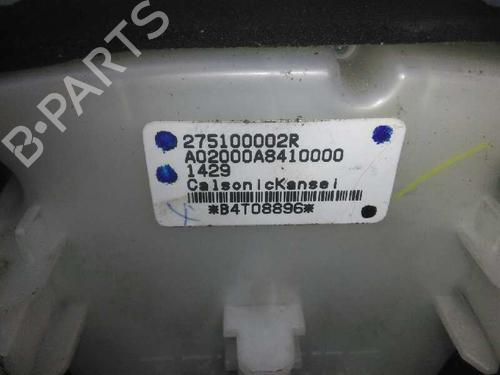 275100002R
A02000A8410000
1429
CalsonicKansei
*B4T08896*
B-PARTS